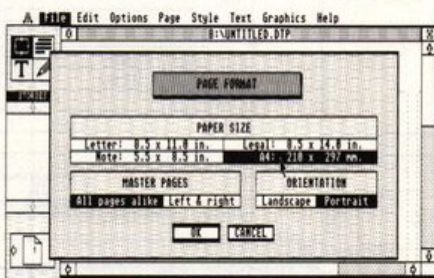 File Edit Options Page Style Text Graphics Help
B:\UNTITLED.DTP
T
PAGE FORMAT
PAPER SIZE
Letter: 8.5 x 11.0 in. Legal: 8.5 x 14.0 in.
Note: 5.5 x 8.5 in. A4: 210 x 297 mm.
MASTER PAGES ORIENTATION
All pages alike Left & right Landscape Portrait
OK CANCEL
1